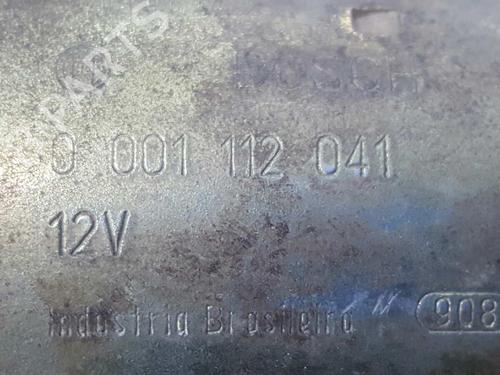 PARTS
BOSCH
0 001 112 041
12V
Industria Brasileira 908